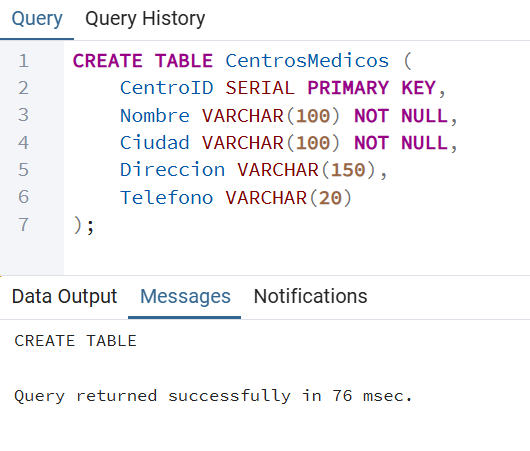 Query Query History
1 CREATE TABLE CentrosMedicos (
2 CentroID SERIAL PRIMARY KEY,
3 Nombre VARCHAR(100) NOT NULL,
4 Ciudad VARCHAR(100) NOT NULL,
5 Direccion VARCHAR(150),
6 Telefono VARCHAR(20)
7 );
Data Output Messages Notifications
CREATE TABLE
Query returned successfully in 76 msec.